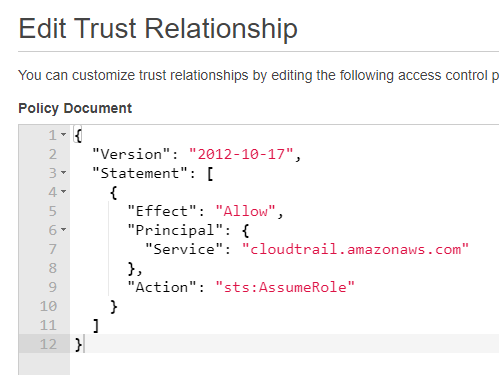 Edit Trust Relationship
You can customize trust relationships by editing the following access control p
Policy Document
1 {
2 "Version": "2012-10-17",
3 "Statement": [
4 {
5 "Effect": "Allow",
6 "Principal": {
7 "Service": "cloudtrail.amazonaws.com"
8 },
9 "Action": "sts:AssumeRole"
10 }
11 ]
12 }